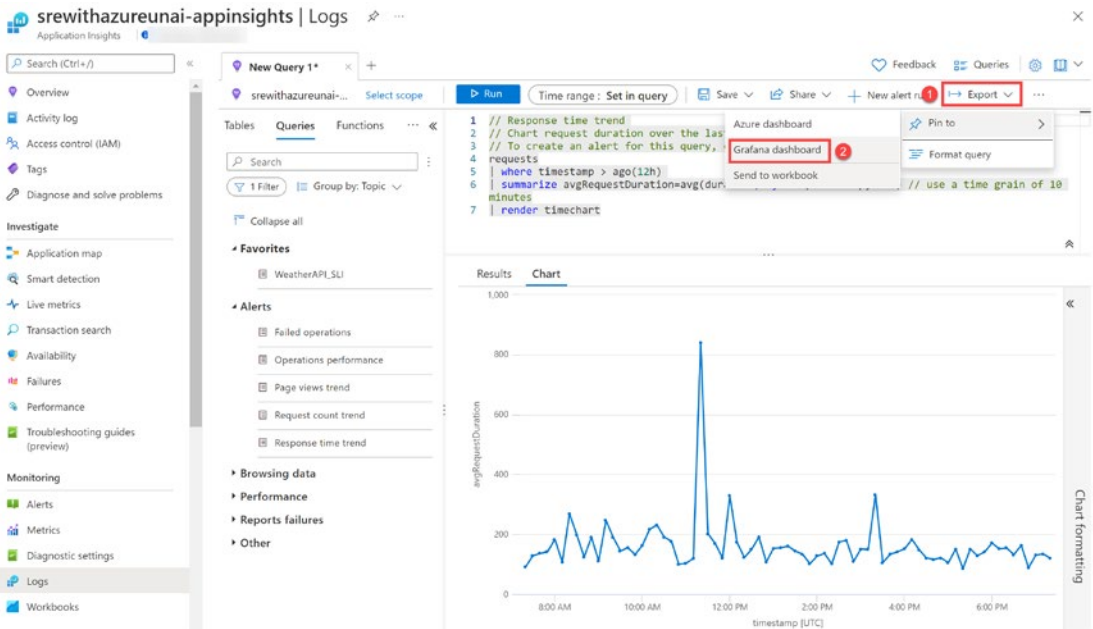 srewithazureunai-appinsights | Logs
Application Insights
Search (Ctrl+/)
Overview
Activity log
Access control (IAM)
Tags
Diagnose and solve problems
Investigate
Application map
Smart detection
Live metrics
Transaction search
Availability
Failures
Performance
Troubleshooting guides
(preview)
Monitoring
Alerts
Metrics
Diagnostic settings
Logs
Workbooks
New Query 1*
Feedback
Queries
srewithazureunai-...
Select scope
Run
Time range : Set in query
Save
Share
New alert ru
1
Export
Tables
Queries
Functions
Search
1 Filter
Group by: Topic
Collapse all
Favorites
WeatherAPI_SLI
Alerts
Failed operations
Operations performance
Page views trend
Request count trend
Response time trend
Browsing data
Performance
Reports failures
Other
1 // Response time trend
2 // Chart request duration over the las
3 // To create an alert for this query,
4 requests
5 | where timestamp > ago(12h)
6 | summarize avgRequestDuration=avg(dur // use a time grain of 10
minutes
7 | render timechart
Azure dashboard
Grafana dashboard
2
Send to workbook
Pin to
Format query
Results
Chart
1,000
800
600
400
200
0
avgRequestDuration
8:00 AM
10:00 AM
12:00 PM
2:00 PM
4:00 PM
6:00 PM
timestamp [UTC]
Chart formatting